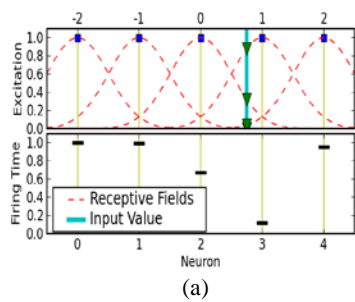 -2 -1 0 1 2
Excitation
1.0
0.8
0.6
0.4
0.2
0.0
Firing Time
1.0
0.8
0.6
0.4
0.2
0.0
Receptive Fields
Input Value
0 1 2 3 4
Neuron
(a)